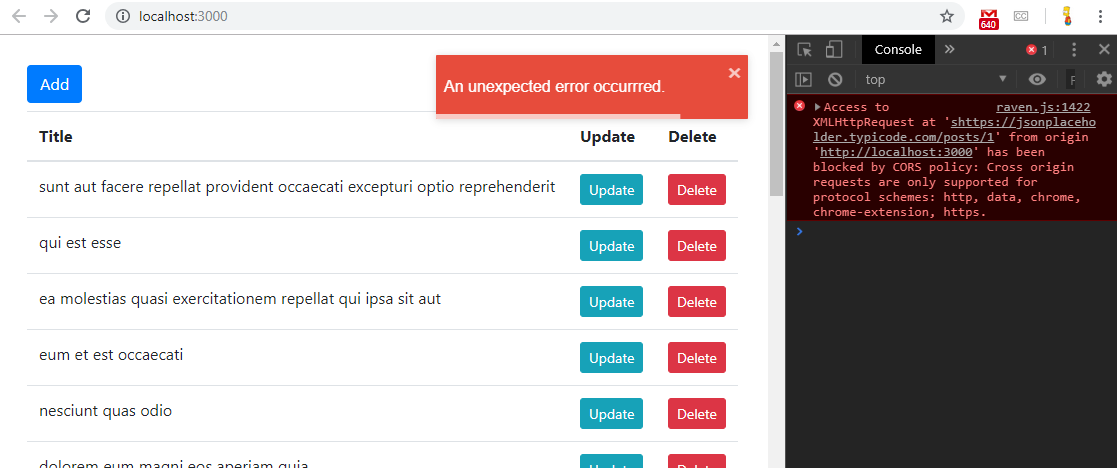 localhost:3000
640
CC
Add
An unexpected error occurrred.
Title Update Delete
sunt aut facere repellat provident occaecati excepturi optio reprehenderit Update Delete
qui est esse Update Delete
ea molestias quasi exercitationem repellat qui ipsa sit aut Update Delete
eum et est occaecati Update Delete
nesciunt quas odio Update Delete
dolorem eum magni eos aperiam quia Update Delete
Console 1
top F
Access to raven.js:1422
XMLHttpRequest at 'shttps://jsonplaceho
lder.typicode.com/posts/1' from origin
'http://localhost:3000' has been
blocked by CORS policy: Cross origin
requests are only supported for
protocol schemes: http, data, chrome,
chrome-extension, https.